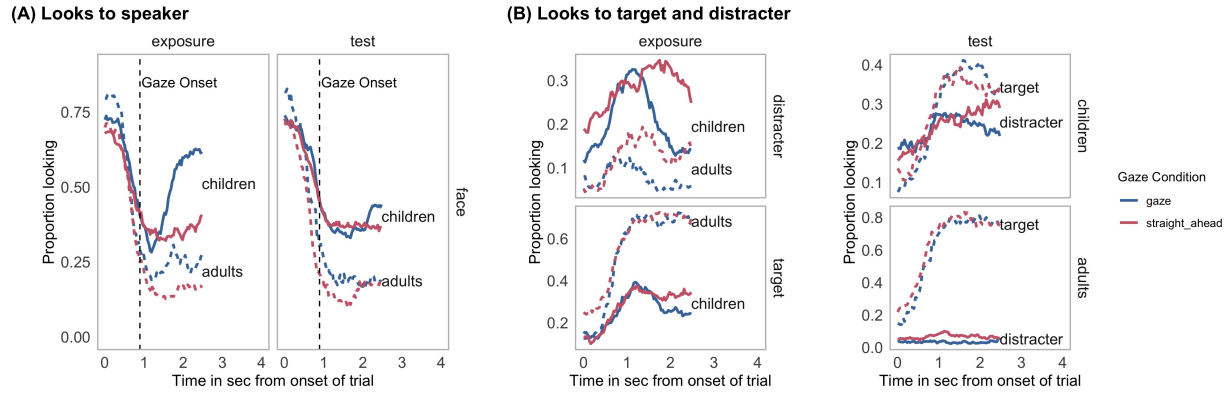 (A) Looks to speaker
(B) Looks to target and distracter
exposure
test
Gaze Onset
Gaze Onset
children
adults
children
adults
face
Proportion looking
0.75
0.50
0.25
0.00
0 1 2 3 4
0 1 2 3 4
Time in sec from onset of trial
exposure
Proportion looking
0.3
0.2
0.1
children
adults
distracter
Proportion looking
0.6
0.4
0.2
adults
children
target
0 1 2 3 4
Time in sec from onset of trial
test
Proportion looking
0.4
0.3
0.2
0.1
target
distracter
children
Proportion looking
0.8
0.6
0.4
0.2
0.0
target
distracter
adults
0 1 2 3 4
Time in sec from onset of trial
Gaze Condition
gaze
straight_ahead